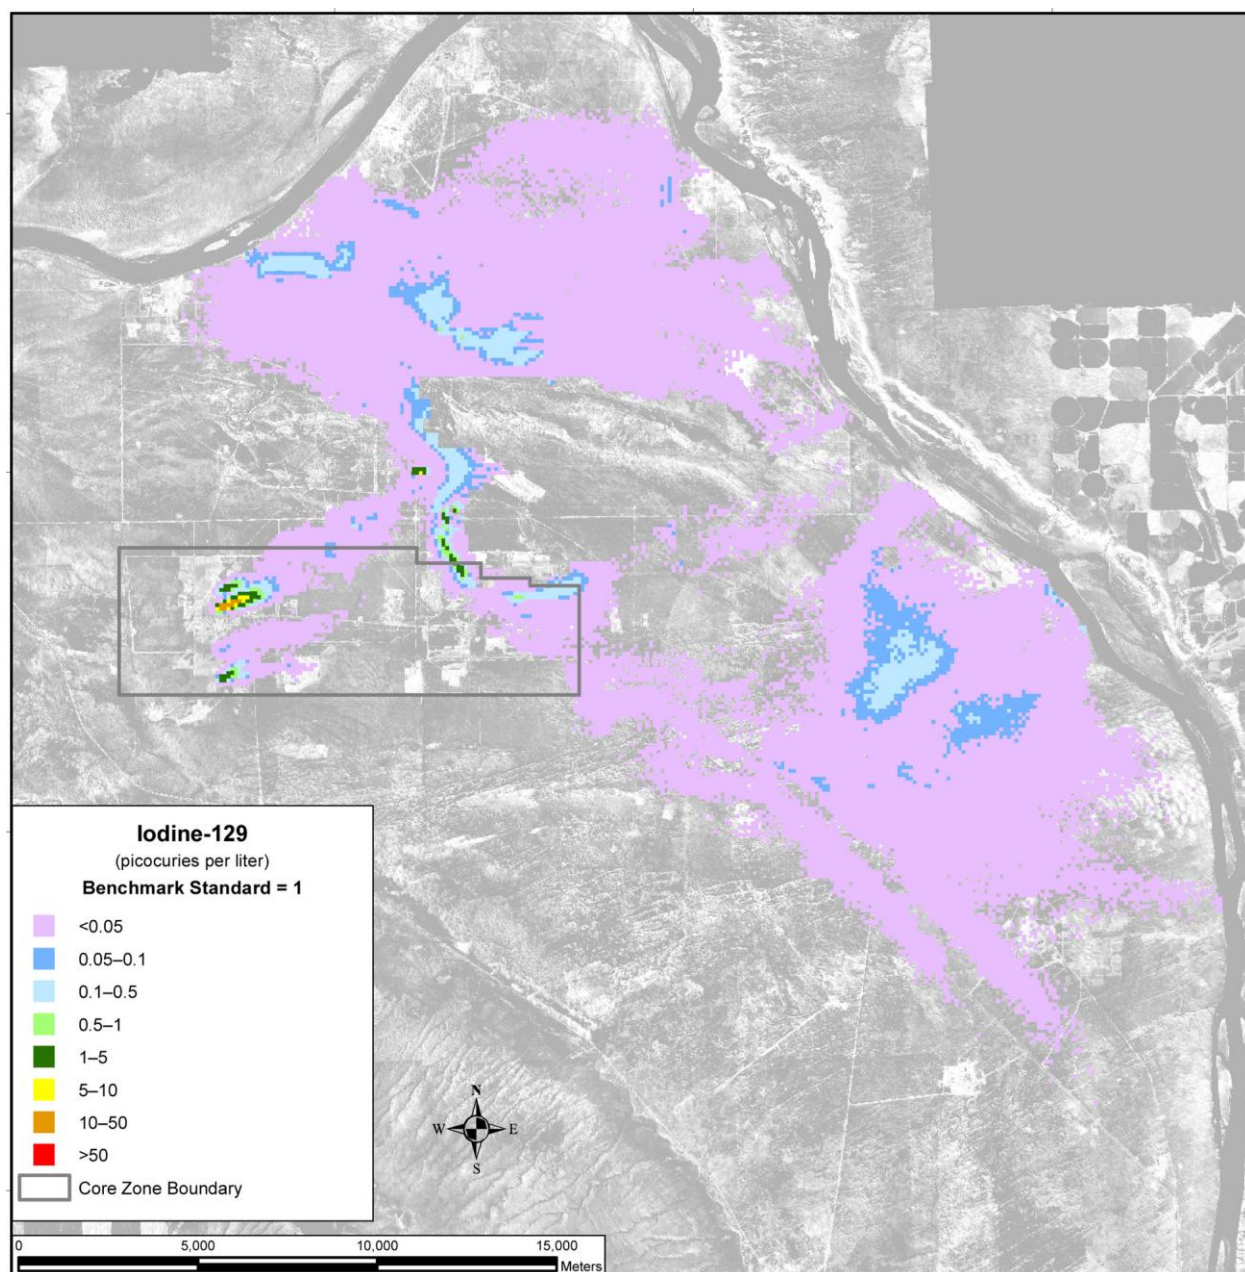 Iodine-129
(picocuries per liter)
Benchmark Standard = 1
<0.05
0.05–0.1
0.1–0.5
0.5–1
1–5
5–10
10–50
>50
Core Zone Boundary
N
W E
S
0 5,000 10,000 15,000
Meters